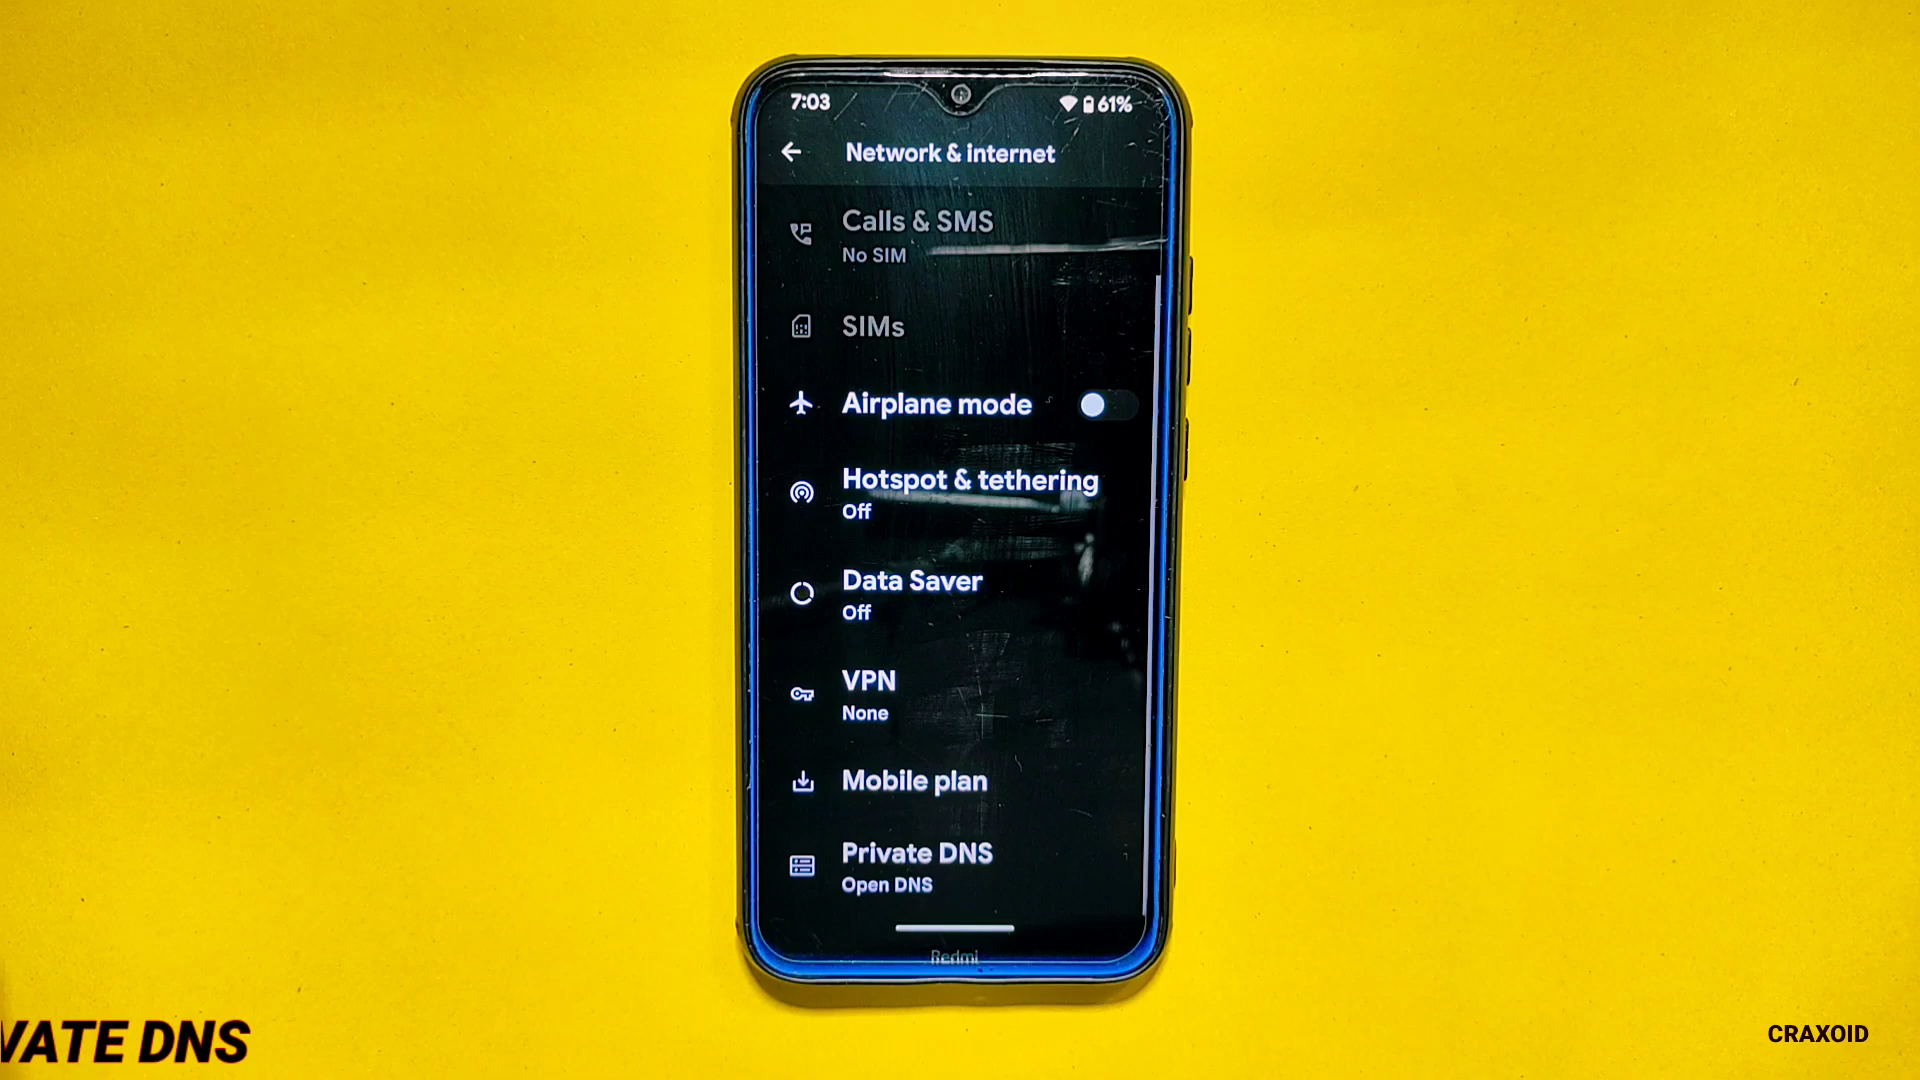 7:03
61%
Network & internet
Calls & SMS
No SIM
SIMs
Airplane mode
Hotspot & tethering
Off
Data Saver
Off
VPN
None
Mobile plan
Private DNS
Open DNS
Redmi
VATE DNS
CRAXOID